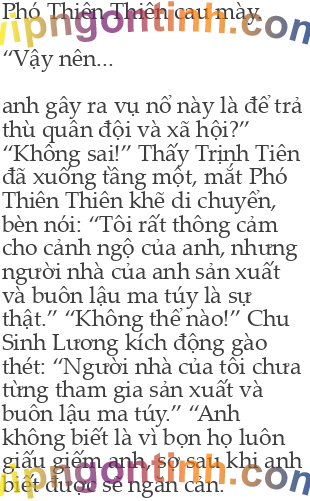 Phó Thiên Thiên cau mày.
vipngontinh.com
“Vậy nên...
anh gây ra vụ nổ này là để trả
thù quân đội và xã hội?”
“Không sai!” Thấy Trịnh Tiên
đã xuống tầng một, mắt Phó
Thiên Thiên khẽ di chuyển,
bèn nói: “Tôi rất thông cảm
cho cảnh ngộ của anh, nhưng
người nhà của anh sản xuất
và buôn lậu ma túy là sự
thật.” “Không thể nào!” Chu
Sinh Lương kích động gào
thét: “Người nhà của tôi chưa
từng tham gia sản xuất và
buôn lậu ma túy.” “Anh
không biết là vì bọn họ luôn
giấu giếm anh, sợ sau khi anh
biết được sẽ ngăn cản.
vipngontinh.com